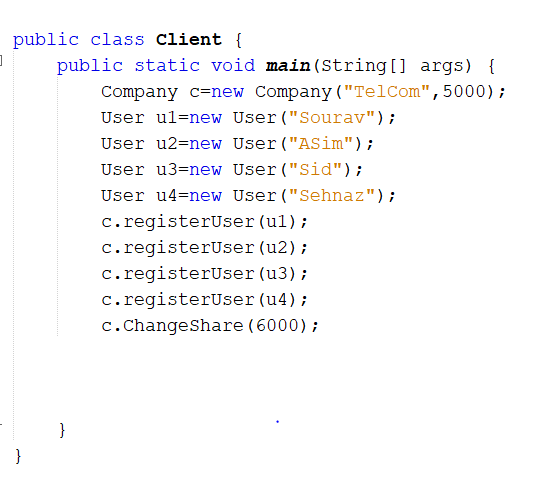 public class Client {
public static void main(String[] args) {
Company c=new Company("TelCom",5000);
User u1=new User("Sourav");
User u2=new User("ASim");
User u3=new User("Sid");
User u4=new User("Sehnaz");
c.registerUser(u1);
c.registerUser(u2);
c.registerUser(u3);
c.registerUser(u4);
c.ChangeShare(6000);
}
}